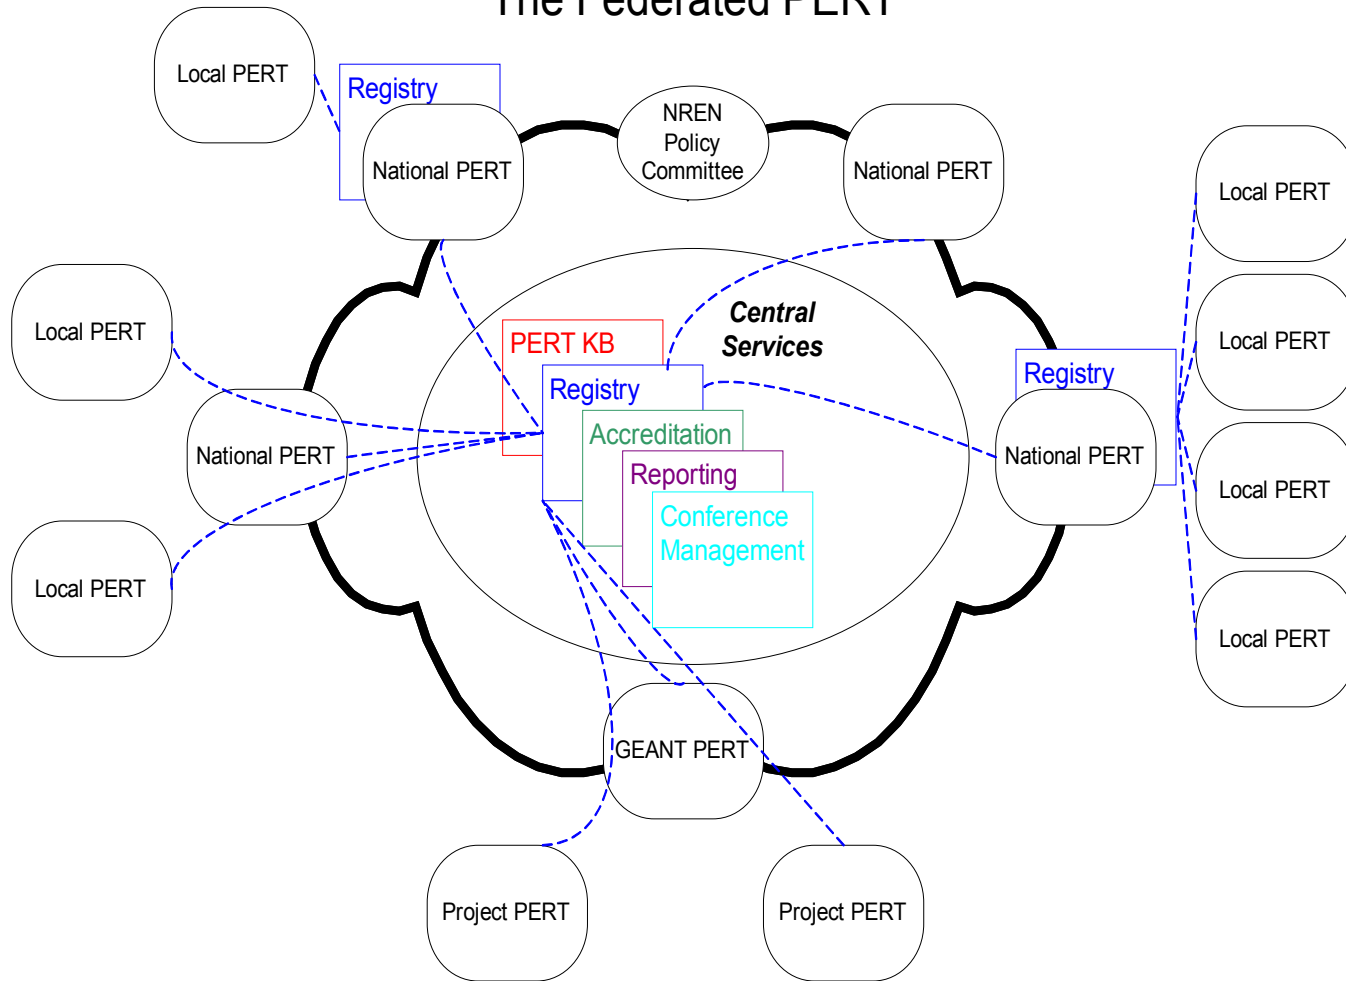 The Federated PERT
Local PERT
Registry
National PERT
NREN
Policy
Committee
National PERT
Local PERT
Local PERT
Local PERT
Local PERT
Local PERT
National PERT
Local PERT
Central
Services
PERT KB
Registry
Accreditation
Reporting
Conference
Management
Registry
National PERT
GEANT PERT
Project PERT
Project PERT